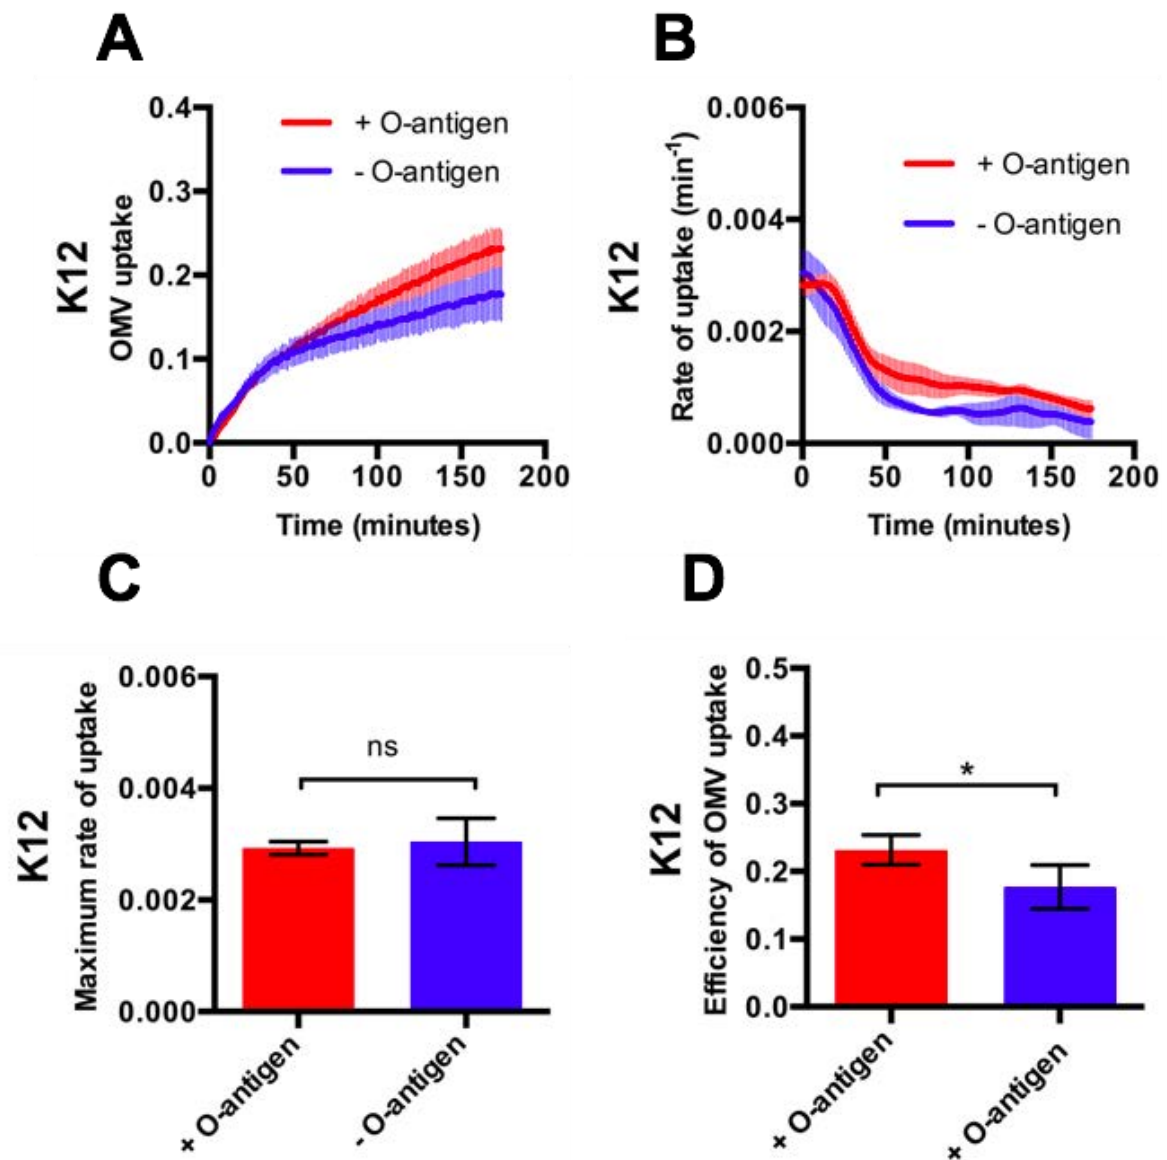 A
0.4
0.3
0.2
0.1
0.0
K12
OMV uptake
+ O-antigen
- O-antigen
0 50 100 150 200
Time (minutes)
B
0.006
0.004
0.002
0.000
K12
Rate of uptake (min-1)
+ O-antigen
- O-antigen
0 50 100 150 200
Time (minutes)
C
0.006
0.004
0.002
0.000
K12
Maximum rate of uptake
ns
+ O-antigen
- O-antigen
D
0.5
0.4
0.3
0.2
0.1
0.0
K12
Efficiency of OMV uptake
*
+ O-antigen
+ O-antigen